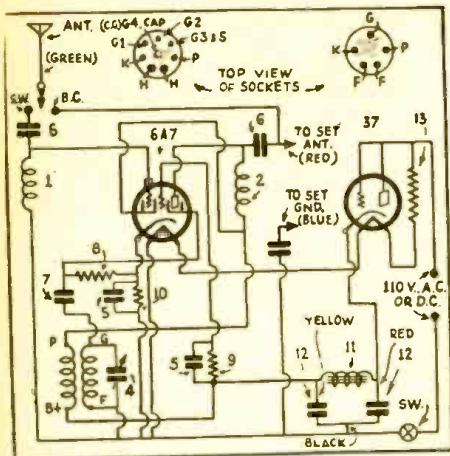 ANT. (CG)G4, CAP
(GREEN)
G1
G2
G3&S
K
P
H
H
G
K
P
F
F
TOP VIEW
OF SOCKETS
S.W.
B.C.
6
6A7
6
TO SET
ANT.
(RED)
37
13
1
2
TO SET
GND.
(BLUE)
8
7
5
10
110 V. A.C.
OR D.C.
YELLOW
RED
P
G
4
5
9
12
11
12
B+
F
BLACK
SW.